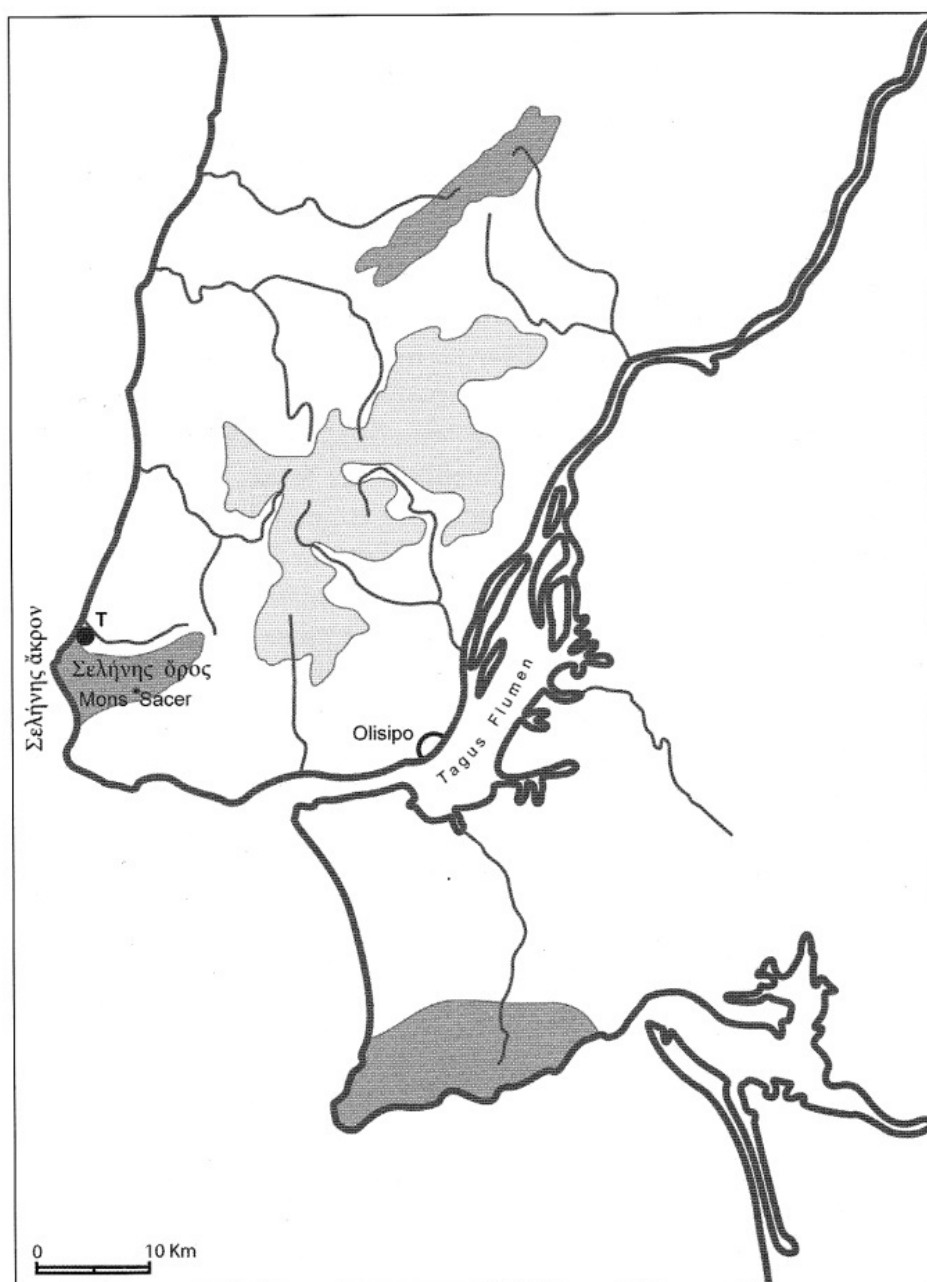 T
Σελήνης ἄκρον
Σελήνης ὄρος
Mons Sacer
Olisipo
Tagus Flumen
0 10 Km